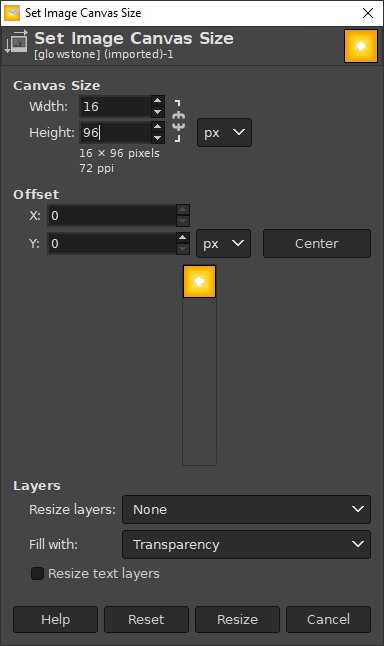 Set Image Canvas Size
Set Image Canvas Size
[glowstone] (imported)-1
Canvas Size
Width: 16
Height: 96 px
16 × 96 pixels
72 ppi
Offset
X: 0
Y: 0 px Center
Layers
Resize layers: None
Fill with: Transparency
Resize text layers
Help Reset Resize Cancel